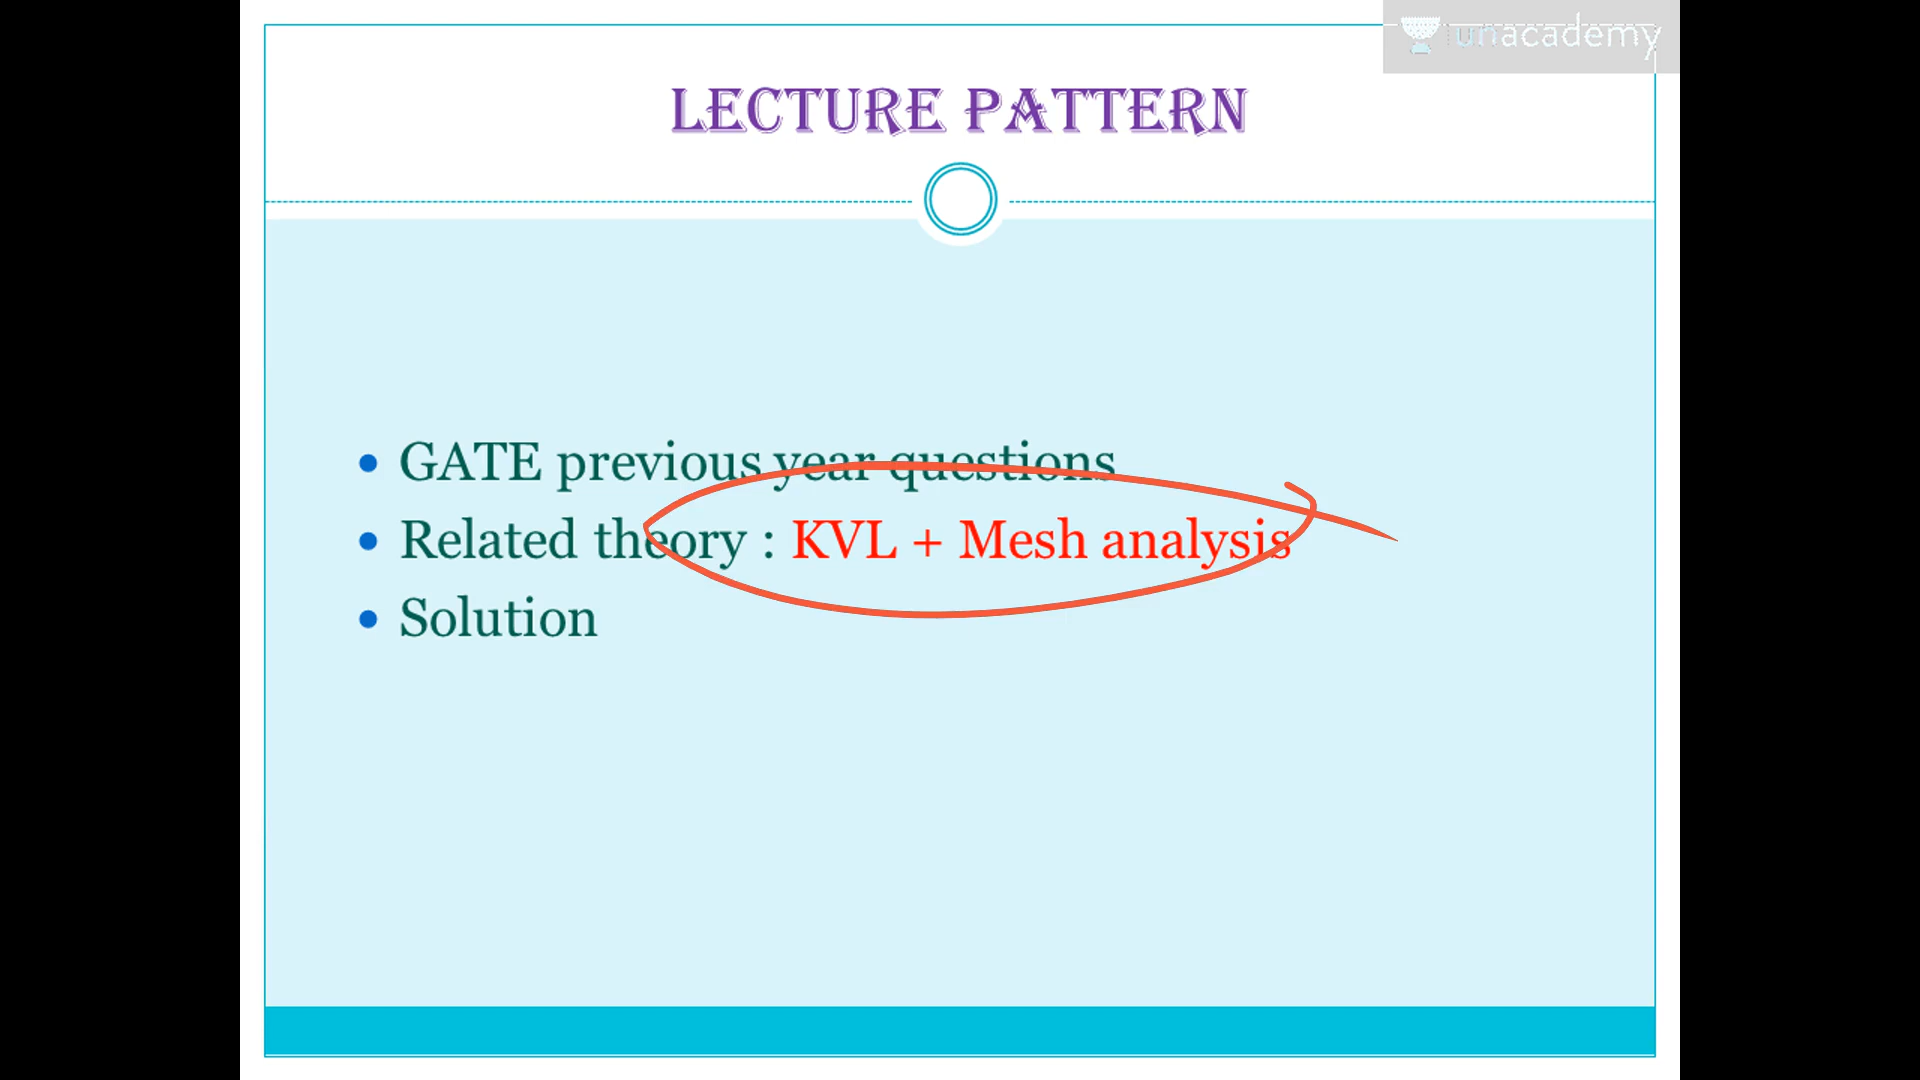 unacademy
LECTURE PATTERN
• GATE previous year questions
• Related theory : KVL + Mesh analysis
• Solution